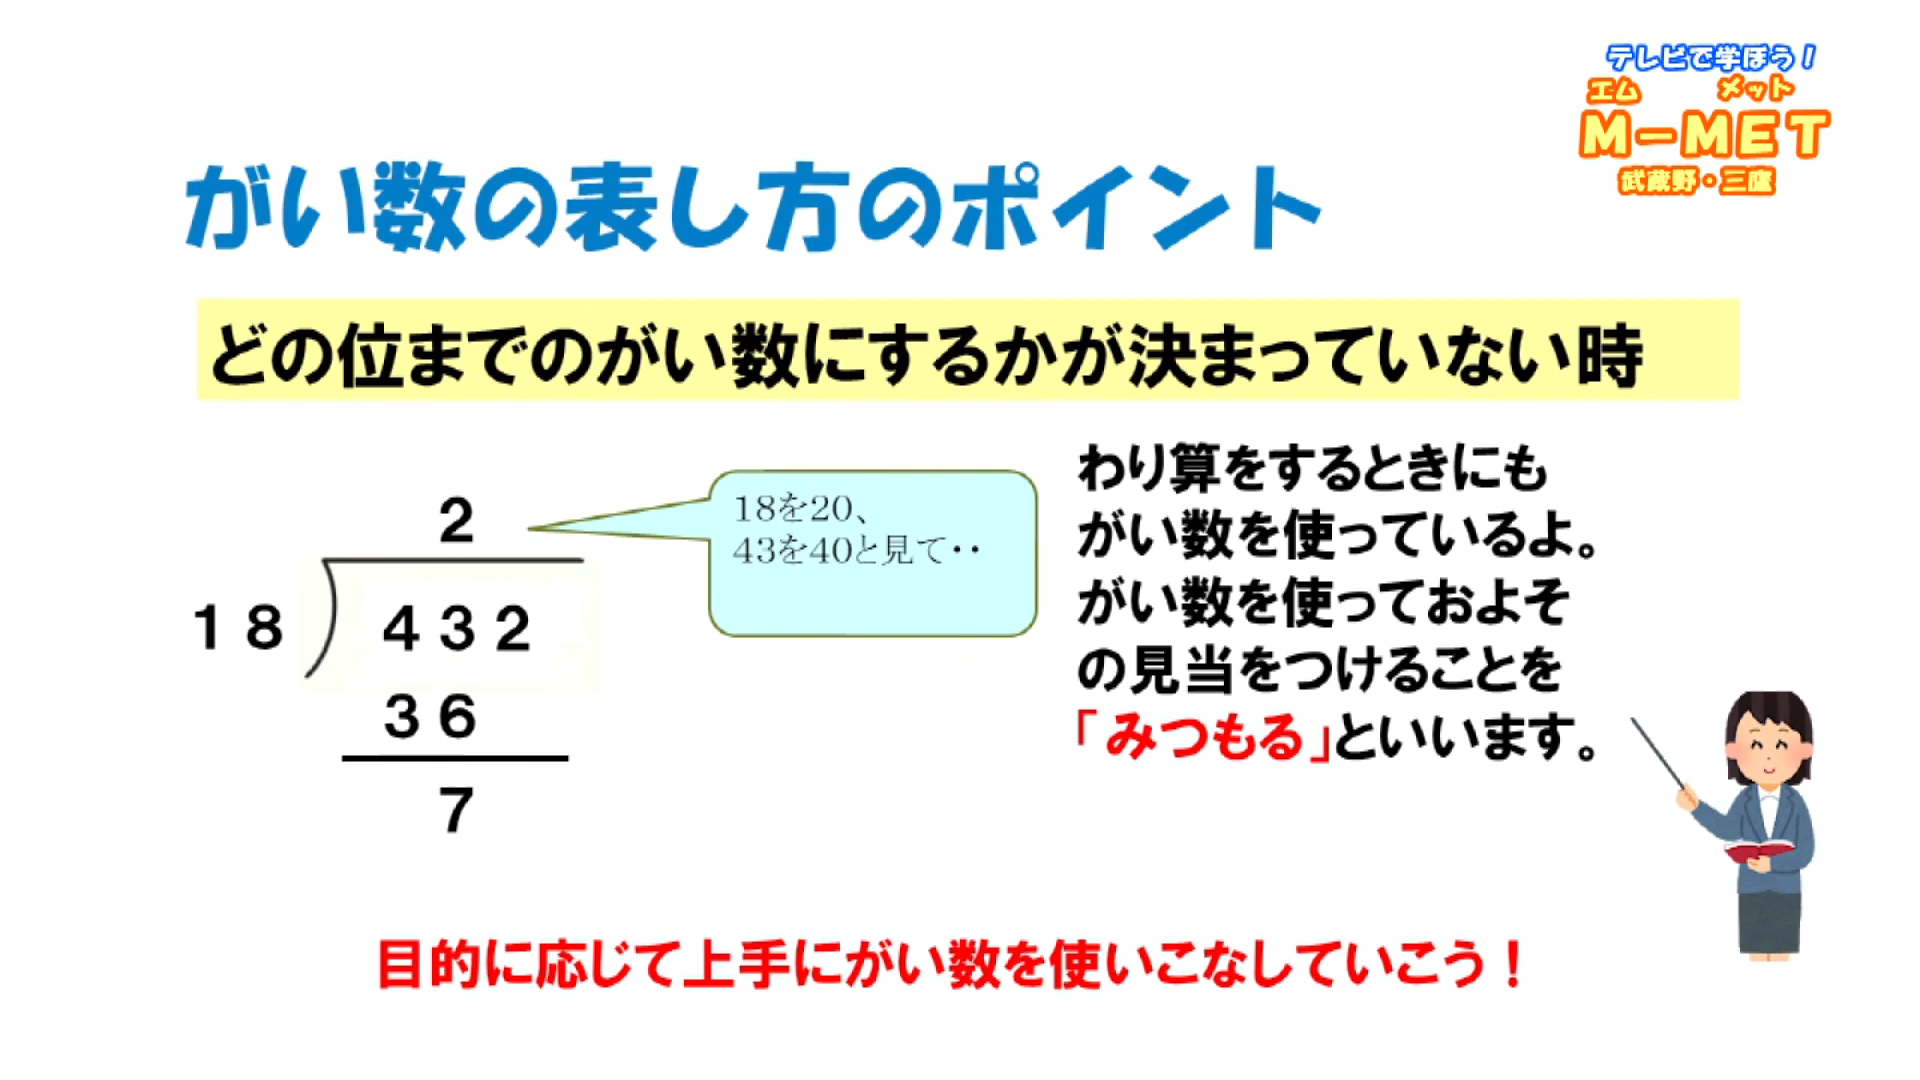 テレビで学ぼう！
エム メット
M－MET
武蔵野・三鷹
がい数の表し方のポイント
どの位までのがい数にするかが決まっていない時
2
18を20、
43を40と見て・・
18 432
36
7
わり算をするときにも
がい数を使っているよ。
がい数を使っておよそ
の見当をつけることを
「みつもる」といいます。
目的に応じて上手にがい数を使いこなしていこう！